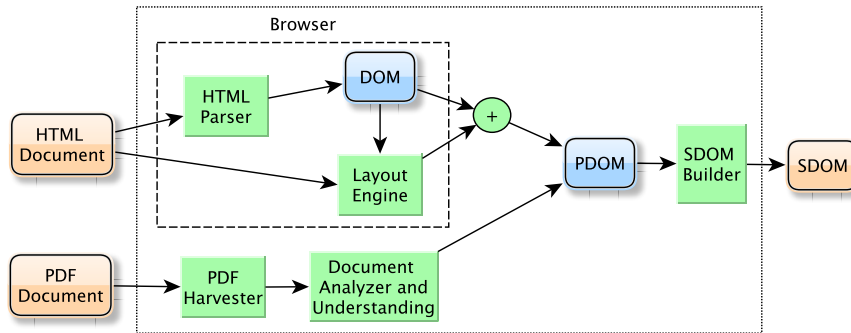 Browser
DOM
HTML
Parser
+
HTML
Document
Layout
Engine
PDOM
SDOM
Builder
SDOM
PDF
Document
PDF
Harvester
Document
Analyzer and
Understanding